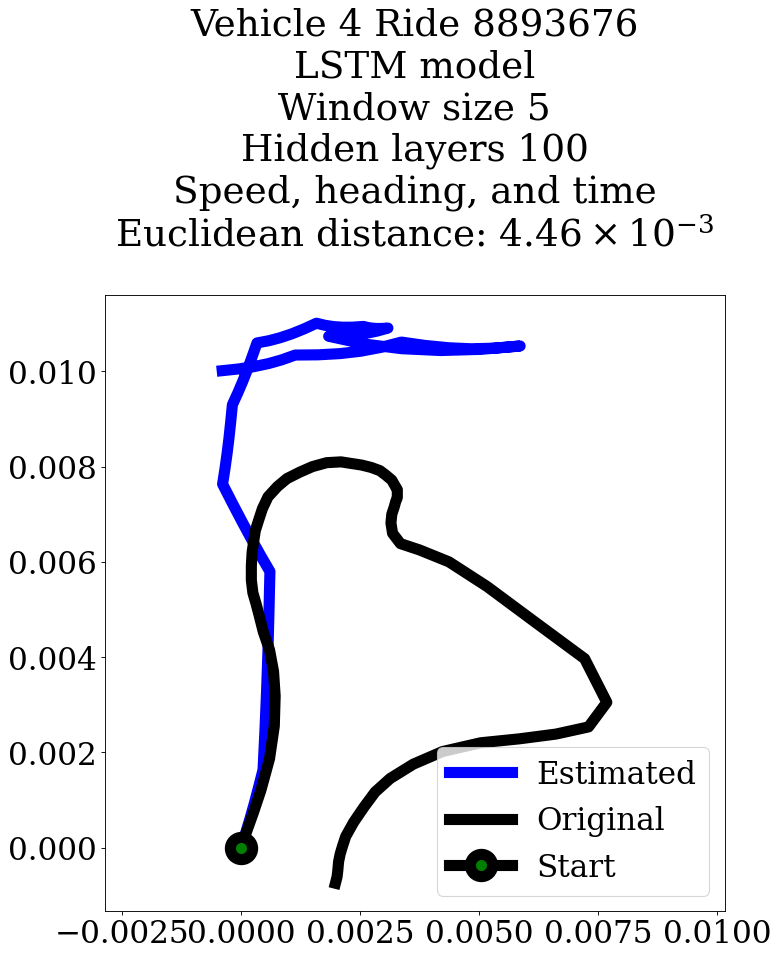 Vehicle 4 Ride 8893676
LSTM model
Window size 5
Hidden layers 100
Speed, heading, and time
Euclidean distance: 4.46 × 10⁻³
0.010
0.008
0.006
0.004
0.002
0.000
Estimated
Original
Start
−0.0025 0.0000 0.0025 0.0050 0.0075 0.0100